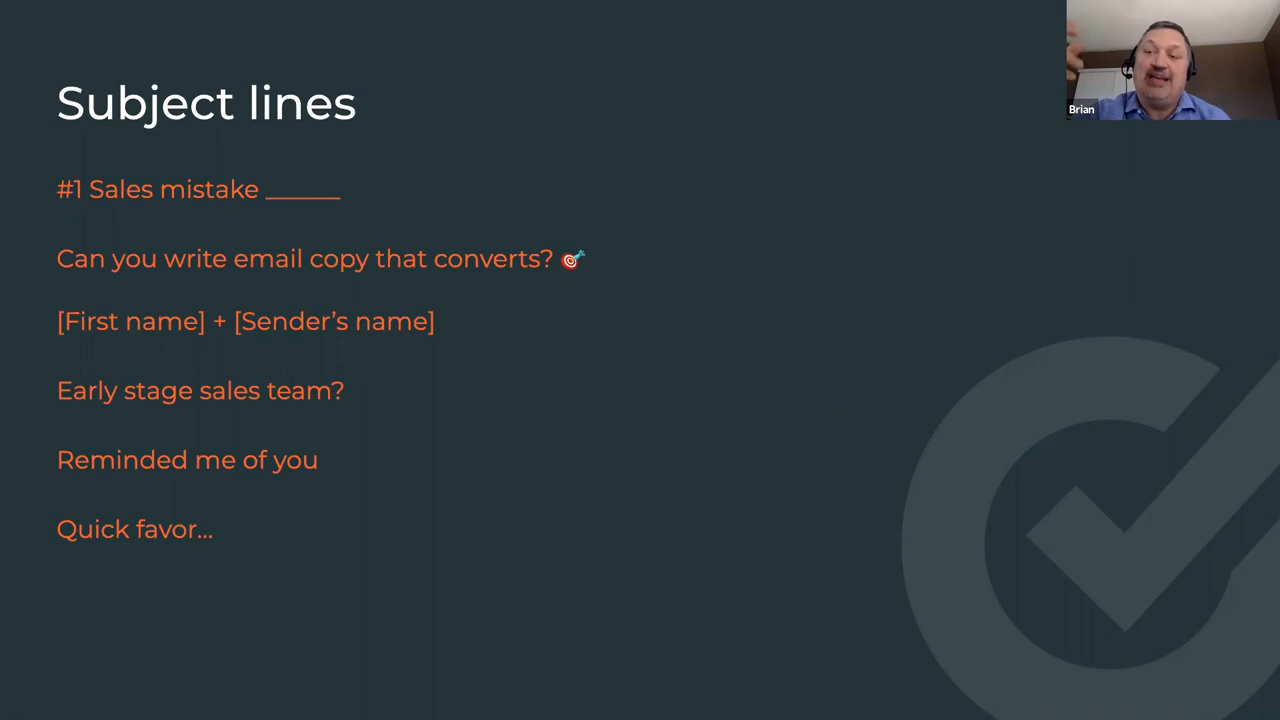 Subject lines
#1 Sales mistake ______
Can you write email copy that converts? 🎯
[First name] + [Sender’s name]
Early stage sales team?
Reminded me of you
Quick favor...
Brian